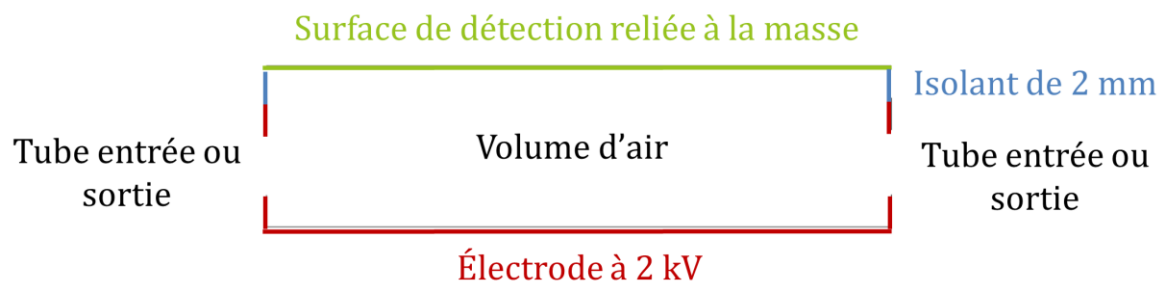 Surface de détection reliée à la masse
Isolant de 2 mm
Tube entrée ou
sortie
Volume d’air
Tube entrée ou
sortie
Électrode à 2 kV